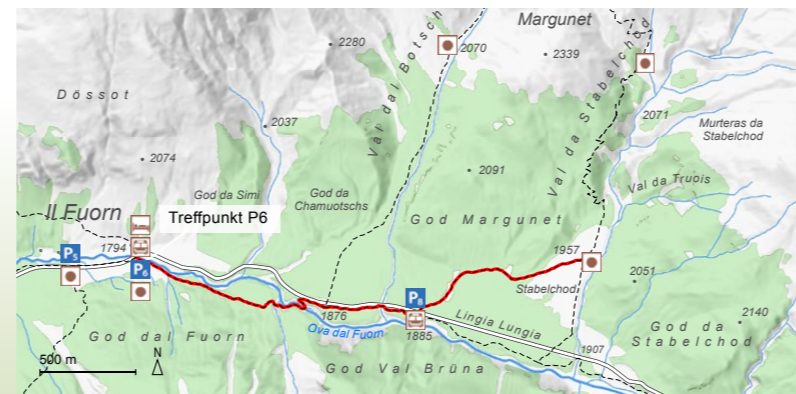 Margunet
2280
2070
2339
Val dal Botsch
Dössot
2037
Val da Stabelchod
2071
Murteras da
Stabelchod
2074
2091
God da Simi
God da
Chamuotschs
Val da Truois
Il Fuorn
Treffpunkt P6
God Margunet
1794
P5
P6
1957
2051
Stabelchod
P8
1876
Ova dal Fuorn
1885
Lingia Lungia
2140
God da
Stabelchod
God dal Fuorn
1907
500 m
N
God Val Brüna